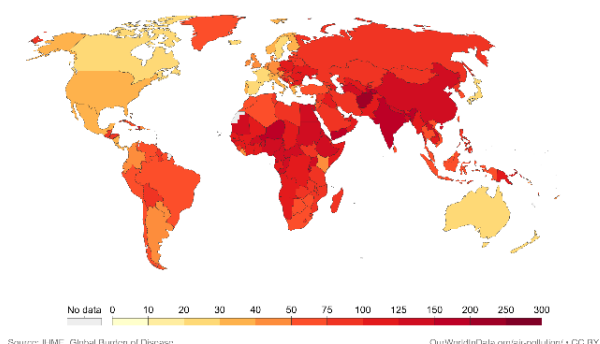 No data 0 10 20 30 40 50 75 100 125 150 200 250 300
Source: IHME, Global Burden of Disease
OurWorldInData.org/air-pollution/ • CC BY